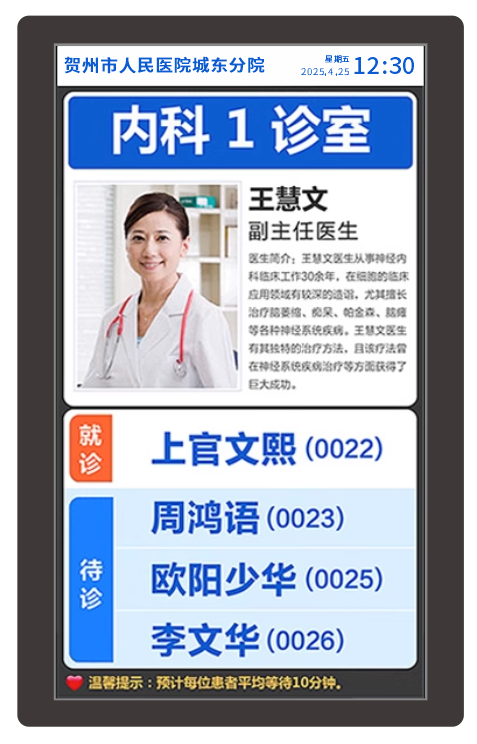 贺州市人民医院城东分院
星期五
2025.4.25 12:30
内科 1 诊室
王慧文
副主任医生
医生简介：王慧文医生从事神经内
科临床工作30余年，在细胞的临床
应用领域有较深的造诣，尤其擅长
治疗脑萎缩、痴呆、帕金森、脑瘫
等各种神经系统疾病。王慧文医生
有其独特的治疗方法，且该疗法曾
在神经系统疾病治疗等方面获得了
巨大成功。
就诊
上官文熙 (0022)
待诊
周鸿语 (0023)
欧阳少华 (0025)
李文华 (0026)
温馨提示：预计每位患者平均等待10分钟。